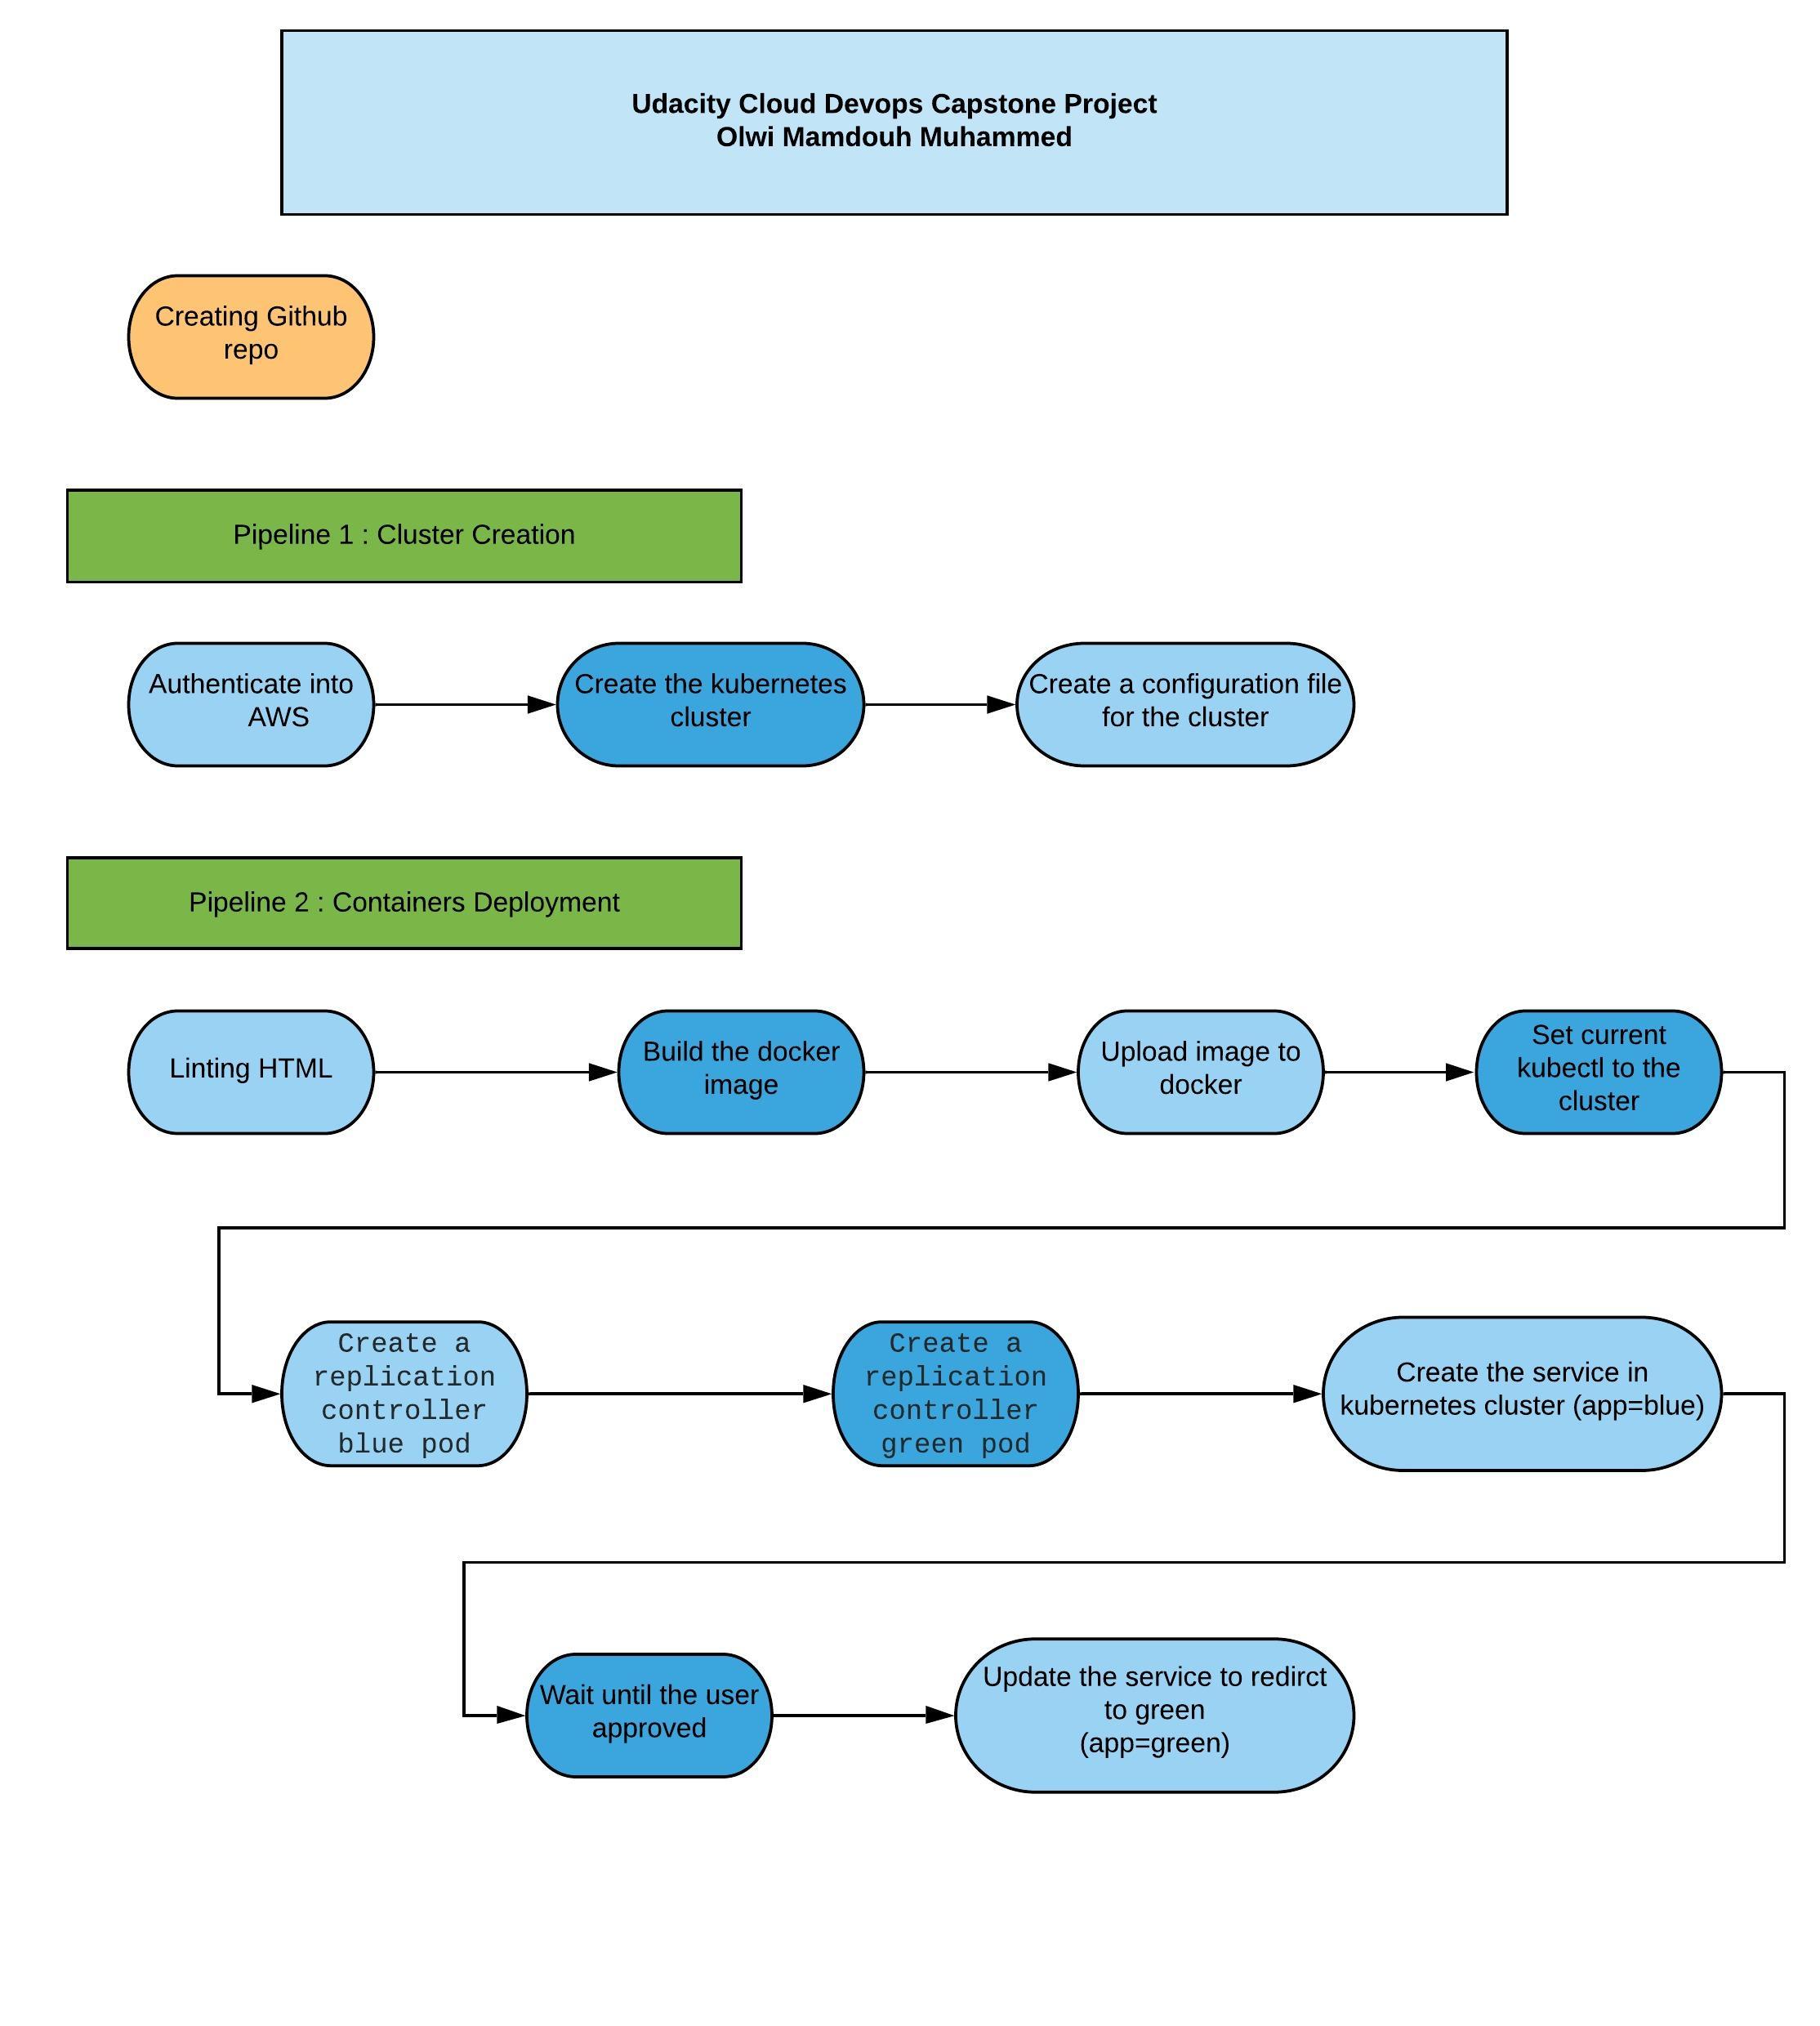 Udacity Cloud Devops Capstone Project
Olwi Mamdouh Muhammed
Creating Github
repo
Pipeline 1 : Cluster Creation
Authenticate into
AWS
Create the kubernetes
cluster
Create a configuration file
for the cluster
Pipeline 2 : Containers Deployment
Linting HTML
Build the docker
image
Upload image to
docker
Set current
kubectl to the
cluster
Create a
replication
controller
blue pod
Create a
replication
controller
green pod
Create the service in
kubernetes cluster (app=blue)
Wait until the user
approved
Update the service to redirct
to green
(app=green)